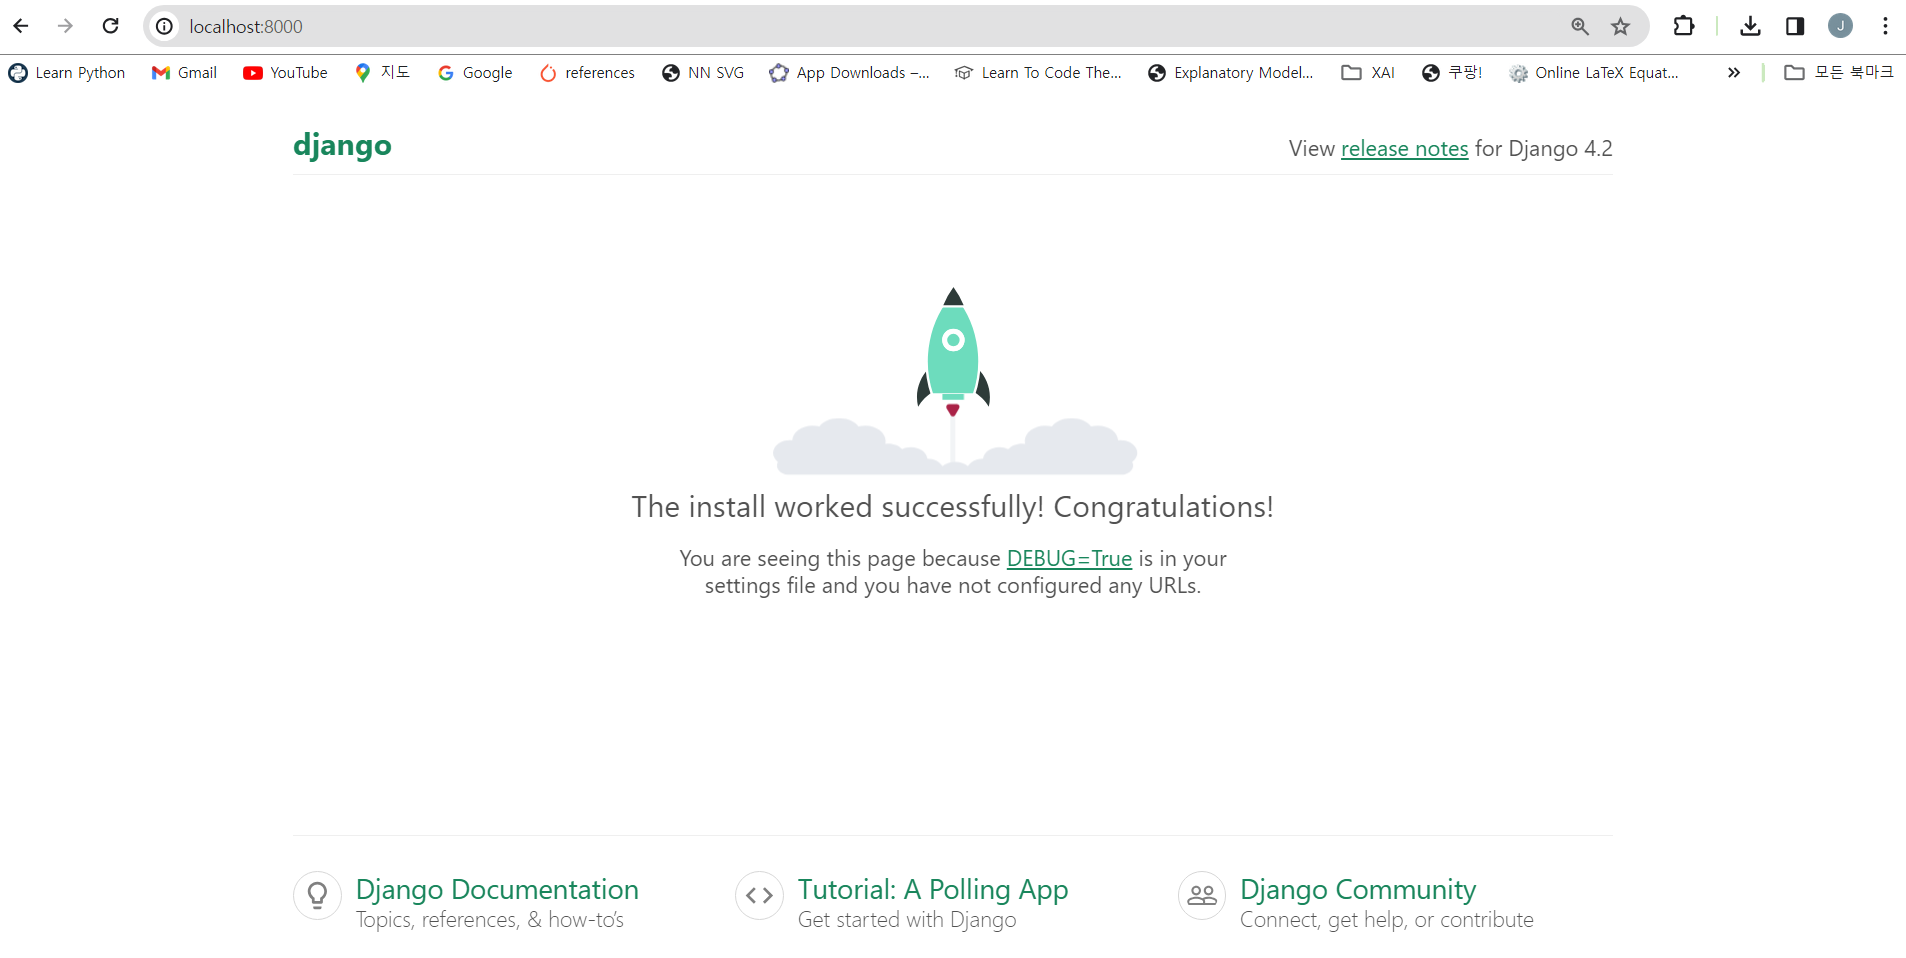 localhost:8000
J
Learn Python Gmail YouTube 지도 Google references NN SVG App Downloads –... Learn To Code The... Explanatory Model... XAI 쿠팡! Online LaTeX Equat... » 모든 북마크
django
View release notes for Django 4.2
The install worked successfully! Congratulations!
You are seeing this page because DEBUG=True is in your
settings file and you have not configured any URLs.
Django Documentation
Topics, references, & how-to’s
Tutorial: A Polling App
Get started with Django
Django Community
Connect, get help, or contribute